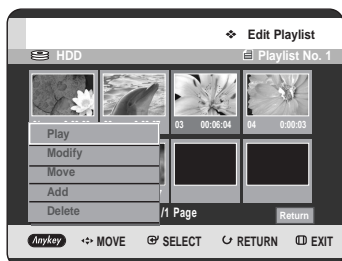 ❖ Edit Playlist
HDD Playlist No. 1
03 00:06:04 04 0:00:03
Play
Modify
Move
Add
Delete
/1 Page Return
Anykey MOVE SELECT RETURN EXIT